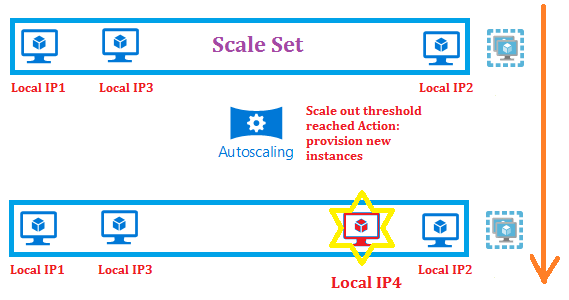 Scale Set
Local IP1
Local IP3
Local IP2
Scale out threshold
reached Action:
provision new
instances
Autoscaling
Local IP1
Local IP3
Local IP2
Local IP4